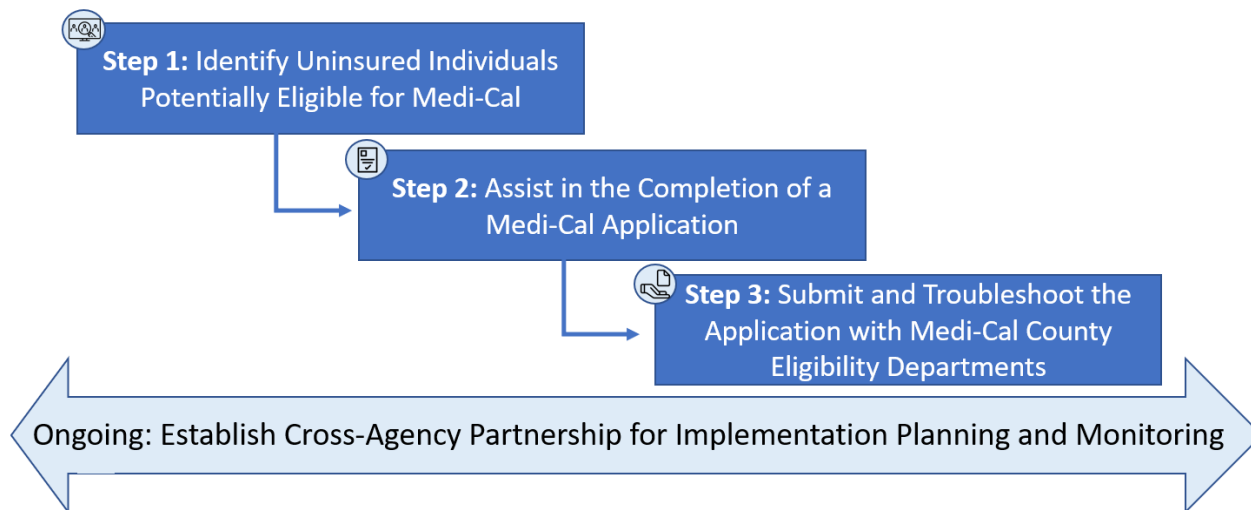 Step 1: Identify Uninsured Individuals
Potentially Eligible for Medi-Cal
Step 2: Assist in the Completion of a
Medi-Cal Application
Step 3: Submit and Troubleshoot the
Application with Medi-Cal County
Eligibility Departments
Ongoing: Establish Cross-Agency Partnership for Implementation Planning and Monitoring